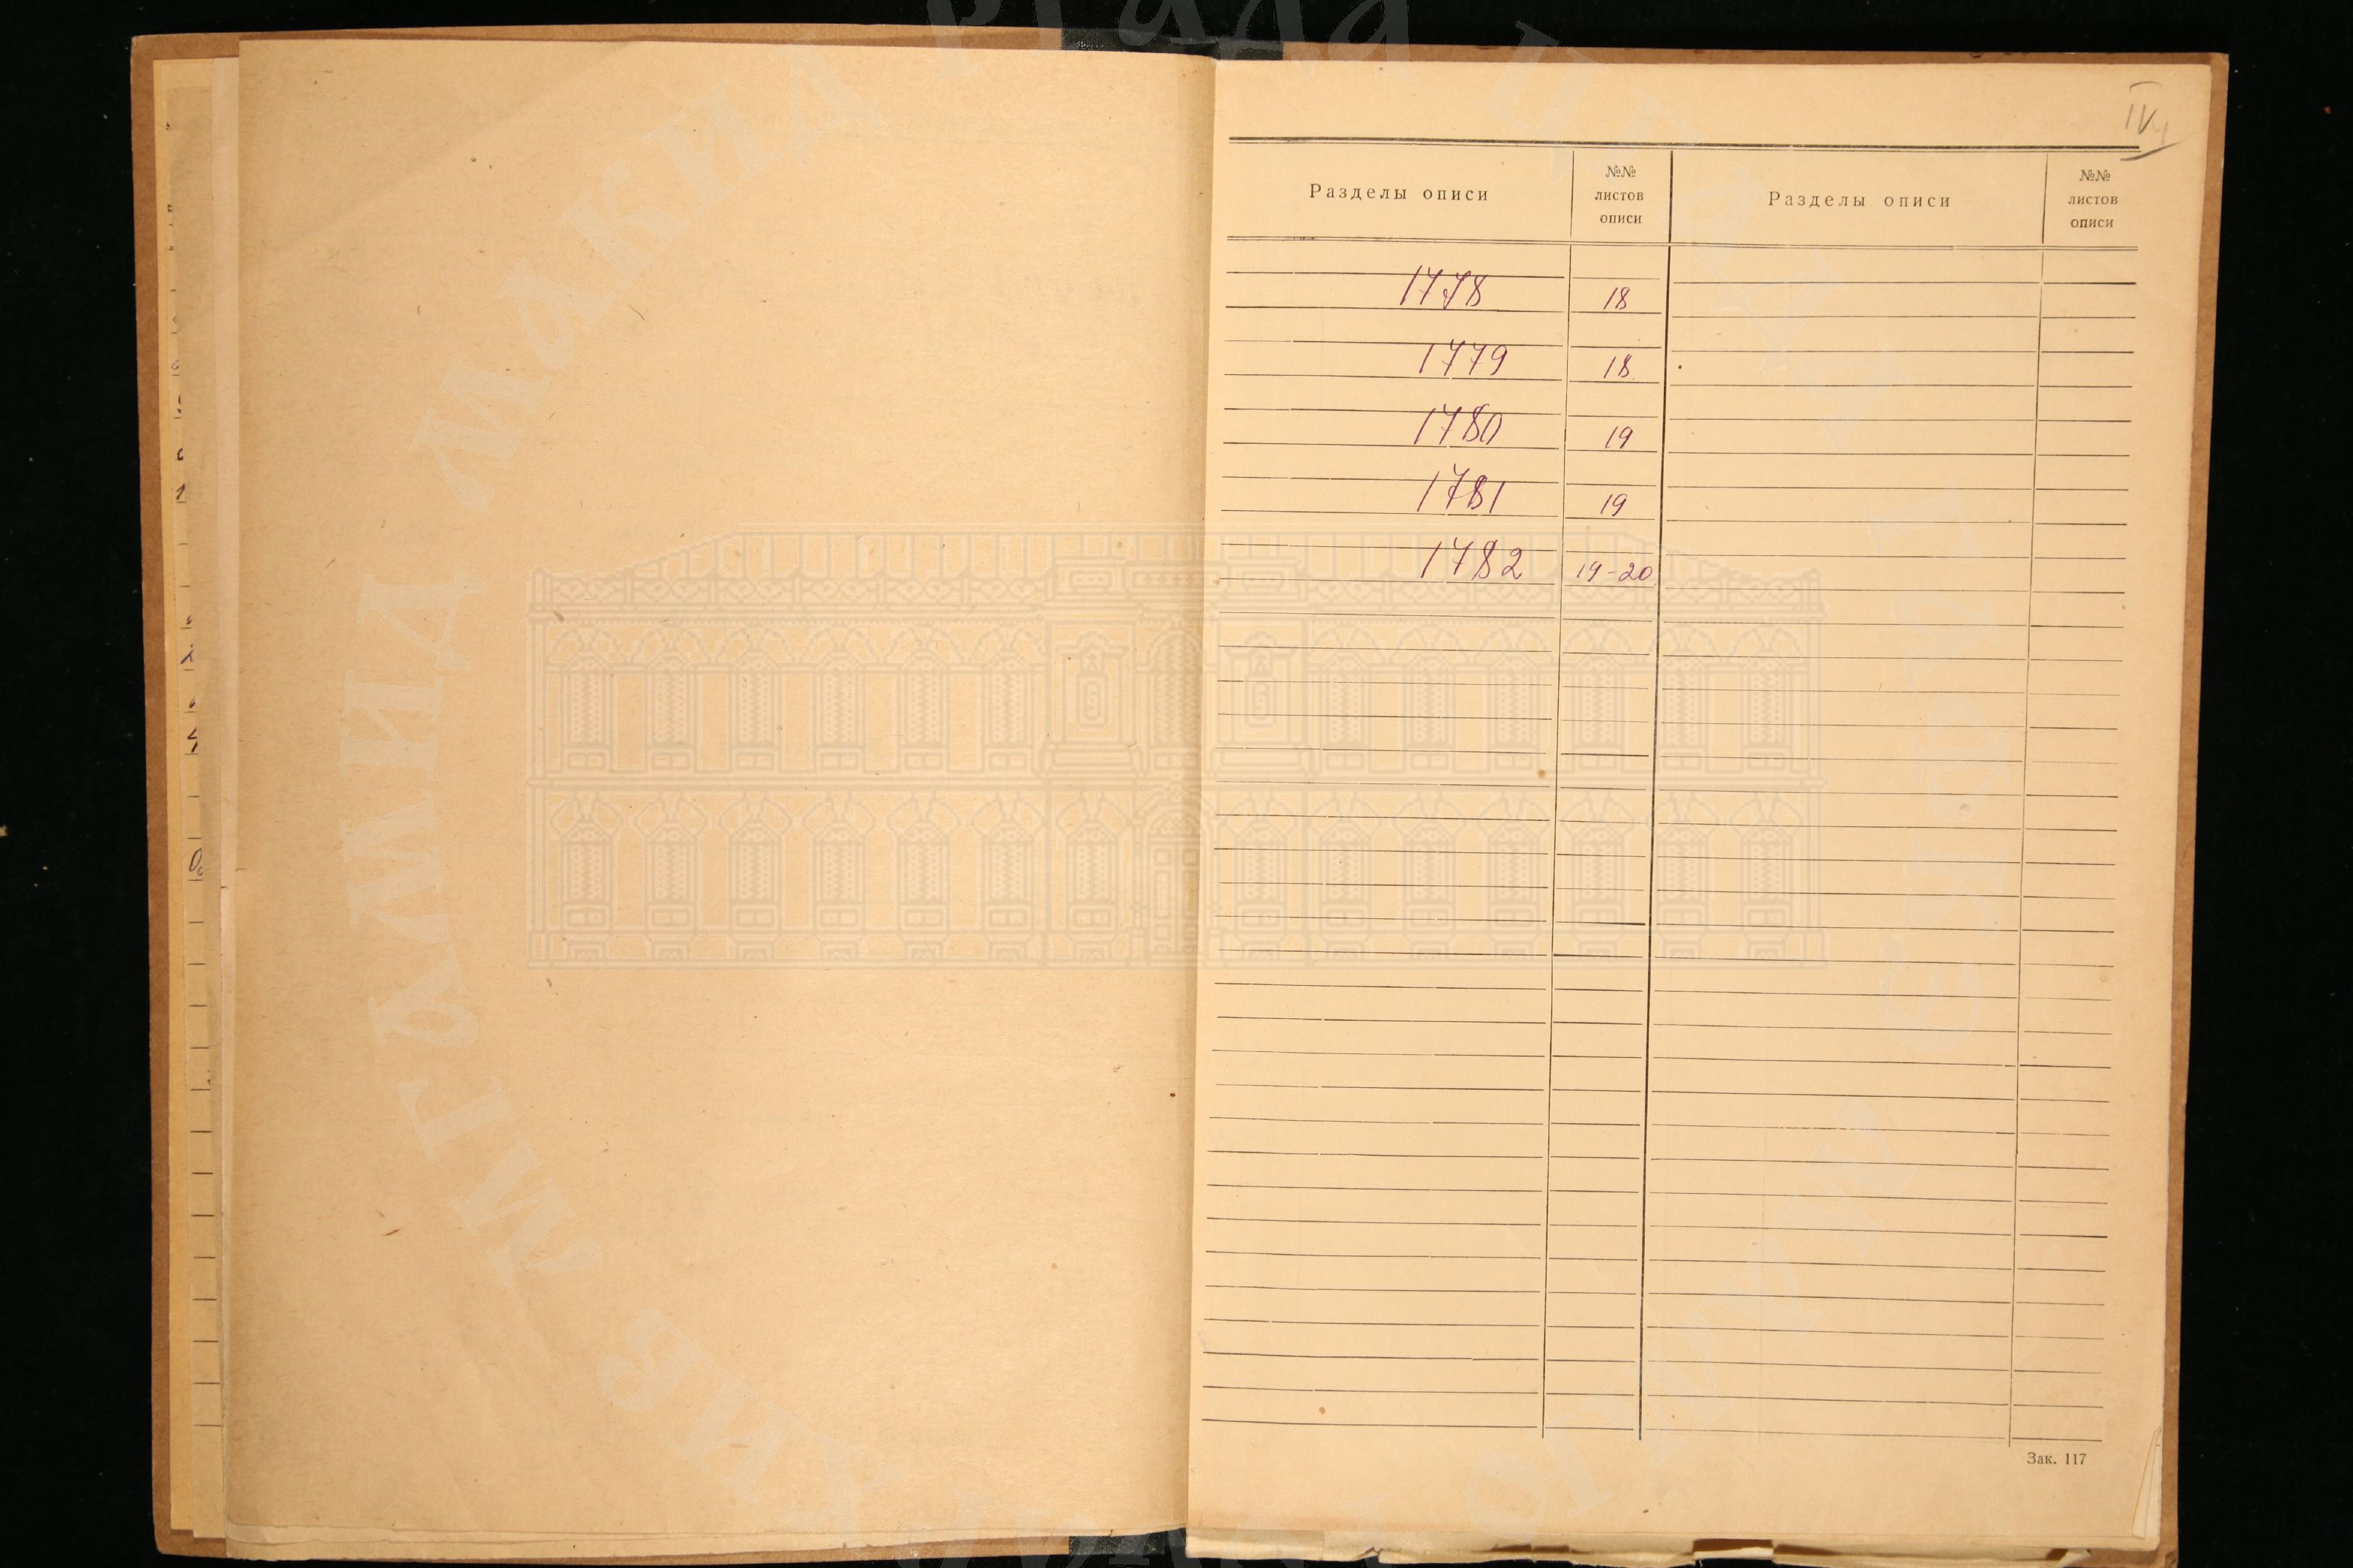 IV
Разделы описи №№ листов описи Разделы описи №№ листов описи
1778 18
1779 18
1780 19
1781 19
1782 19-20
Зак. 117